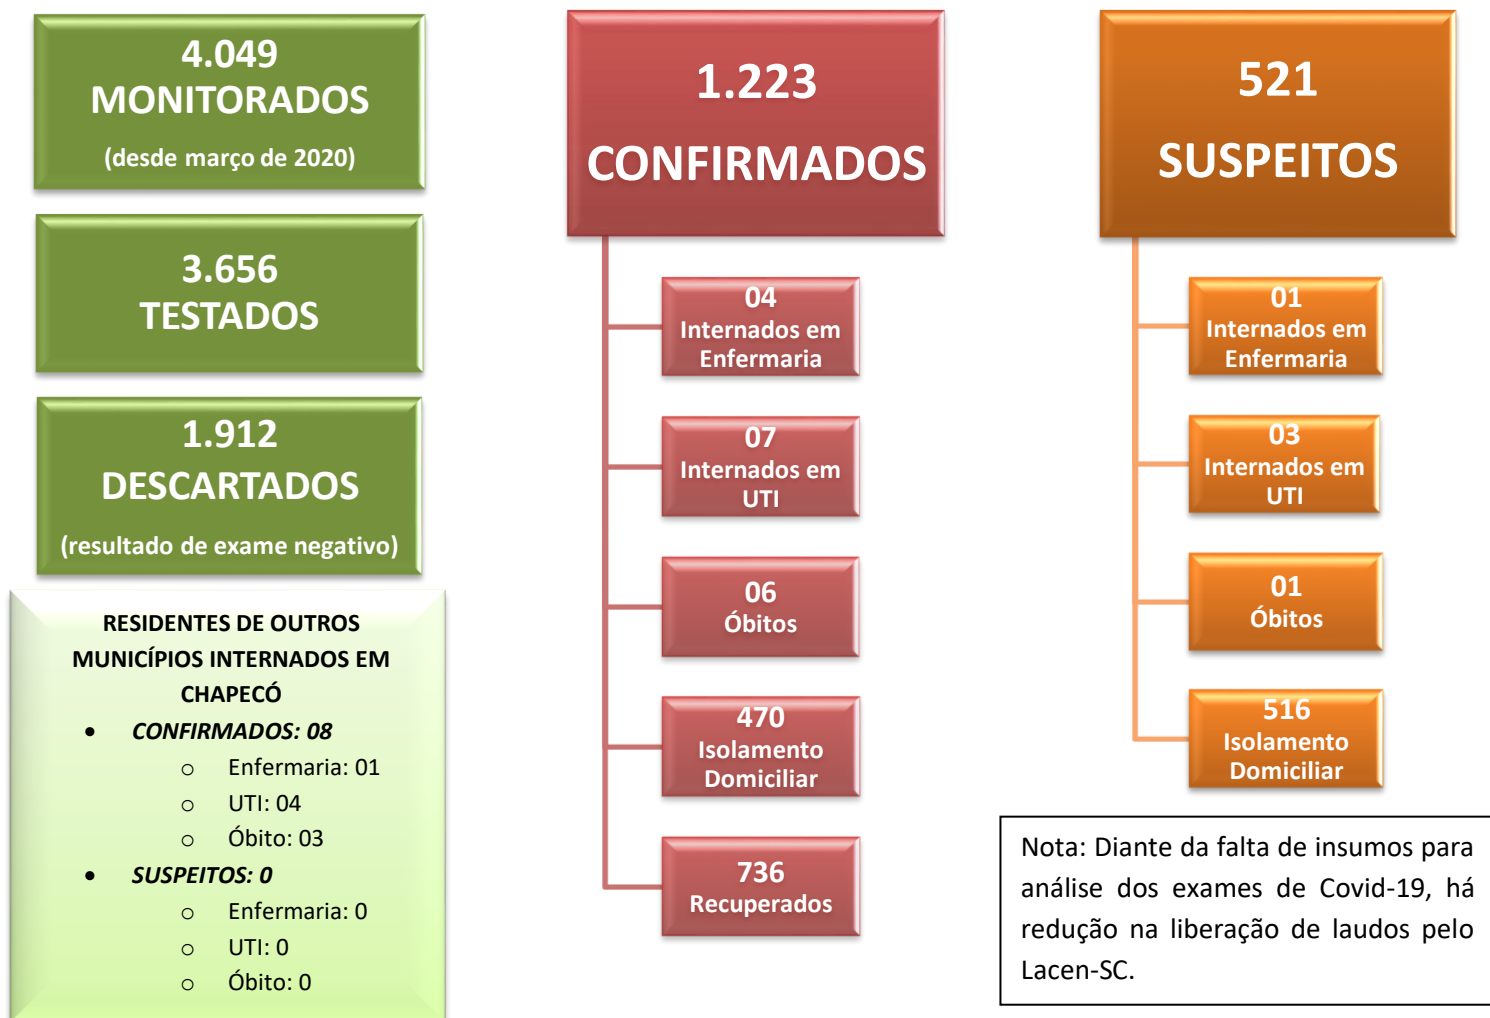 4.049
MONITORADOS
(desde março de 2020)
3.656
TESTADOS
1.912
DESCARTADOS
(resultado de exame negativo)
RESIDENTES DE OUTROS
MUNICÍPIOS INTERNADOS EM
CHAPECÓ
• CONFIRMADOS: 08
o Enfermaria: 01
o UTI: 04
o Óbito: 03
• SUSPEITOS: 0
o Enfermaria: 0
o UTI: 0
o Óbito: 0
1.223
CONFIRMADOS
04
Internados em
Enfermaria
07
Internados em
UTI
06
Óbitos
470
Isolamento
Domiciliar
736
Recuperados
521
SUSPEITOS
01
Internados em
Enfermaria
03
Internados em
UTI
01
Óbitos
516
Isolamento
Domiciliar
Nota: Diante da falta de insumos para
análise dos exames de Covid-19, há
redução na liberação de laudos pelo
Lacen-SC.